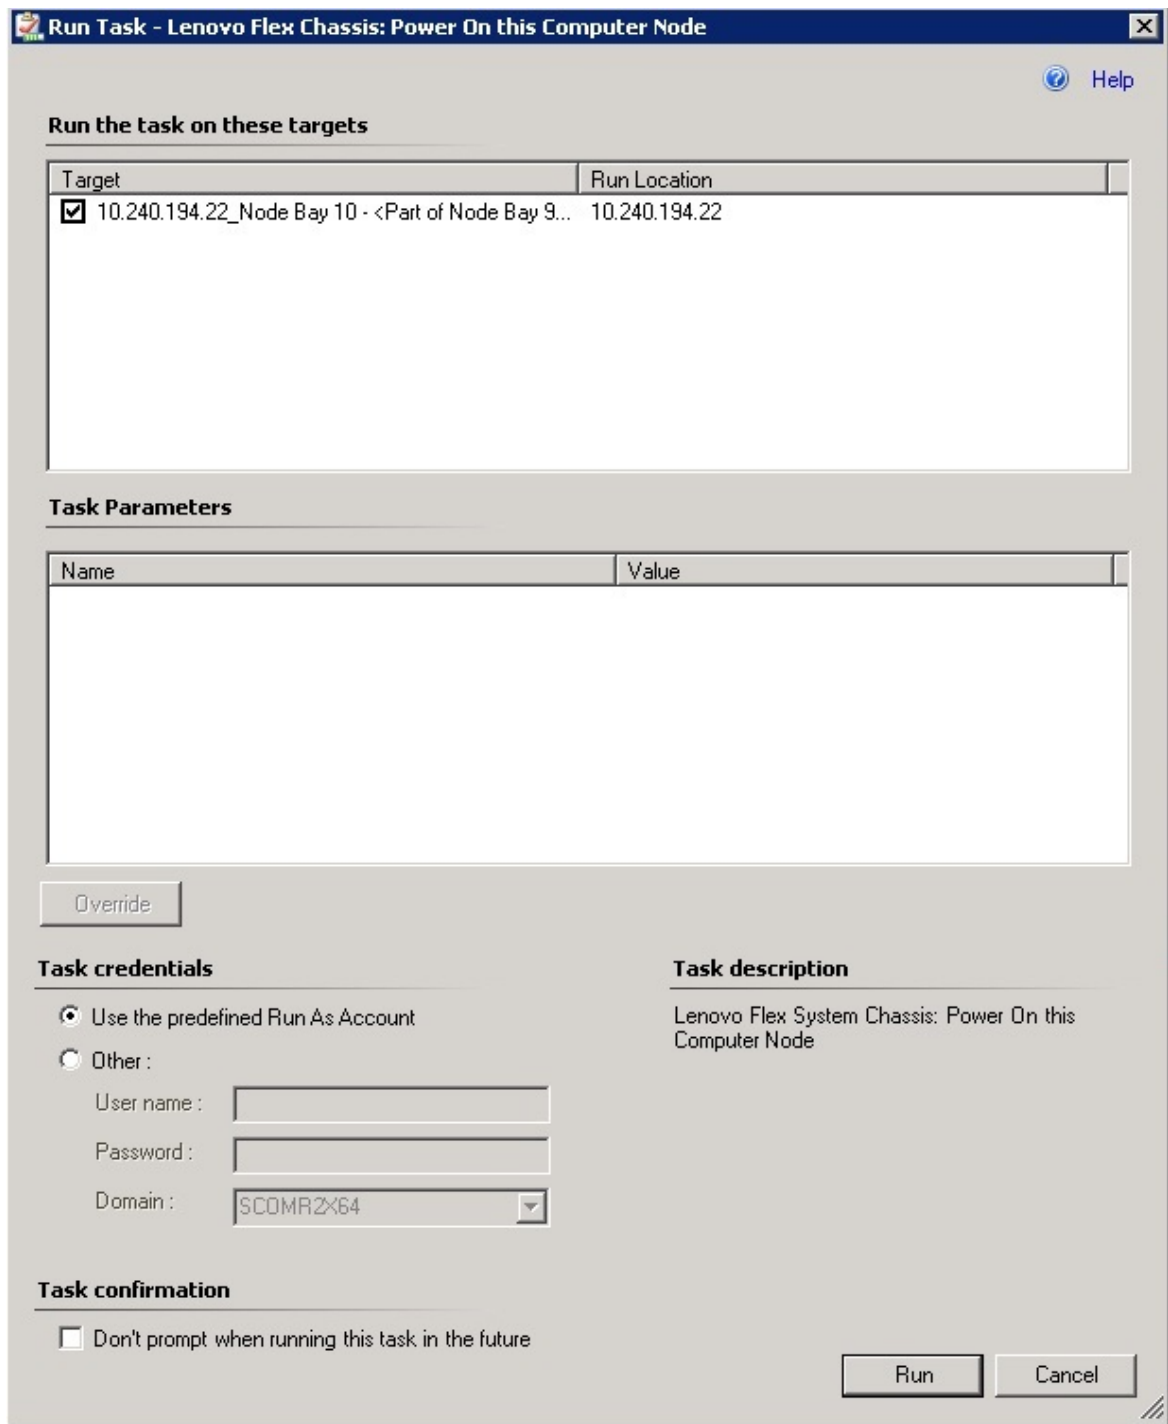 Run Task - Lenovo Flex Chassis: Power On this Computer Node
Help
Run the task on these targets
Target Run Location
10.240.194.22_Node Bay 10 - <Part of Node Bay 9... 10.240.194.22
Task Parameters
Name Value
Override
Task credentials Task description
Use the predefined Run As Account
Lenovo Flex System Chassis: Power On this
Computer Node
Other :
User name :
Password :
Domain : SCOMR2X64
Task confirmation
Don't prompt when running this task in the future
Run Cancel